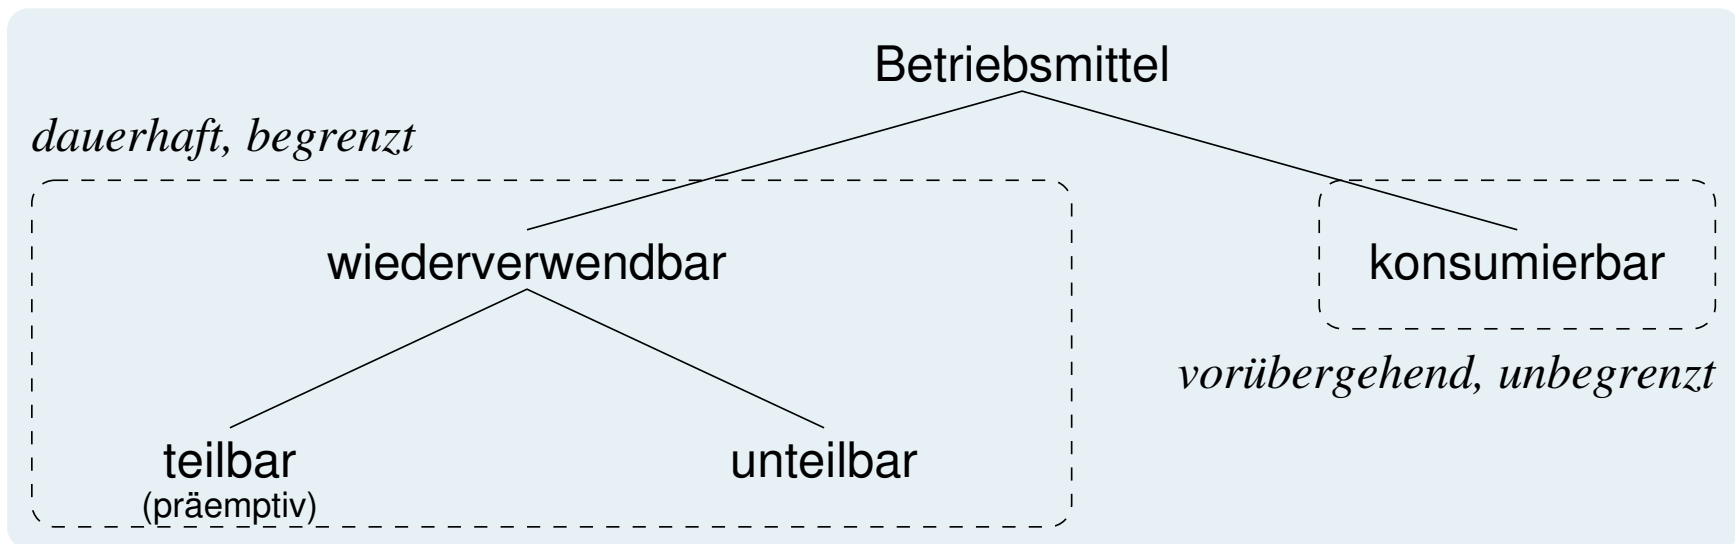 Betriebsmittel
dauerhaft, begrenzt
wiederverwendbar
konsumierbar
vorübergehend, unbegrenzt
teilbar
unteilbar
(präemptiv)